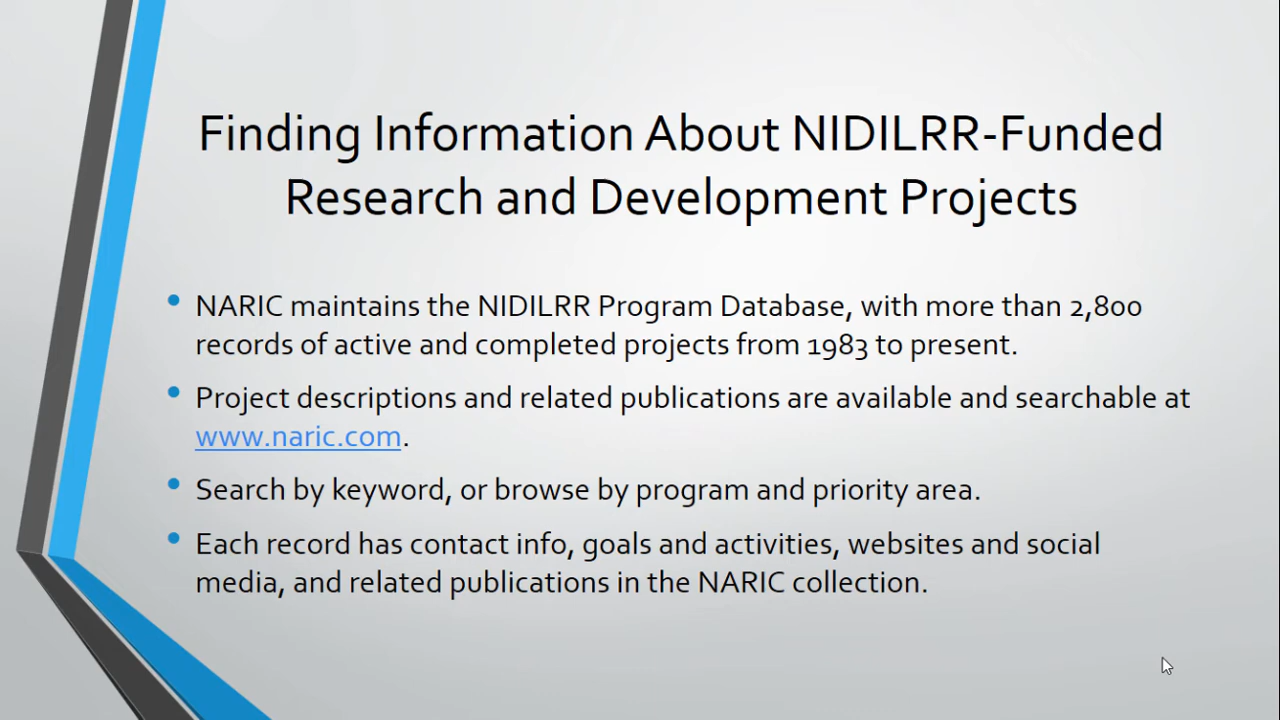 Finding Information About NIDILRR-Funded
Research and Development Projects
• NARIC maintains the NIDILRR Program Database, with more than 2,800
records of active and completed projects from 1983 to present.
• Project descriptions and related publications are available and searchable at
www.naric.com.
• Search by keyword, or browse by program and priority area.
• Each record has contact info, goals and activities, websites and social
media, and related publications in the NARIC collection.